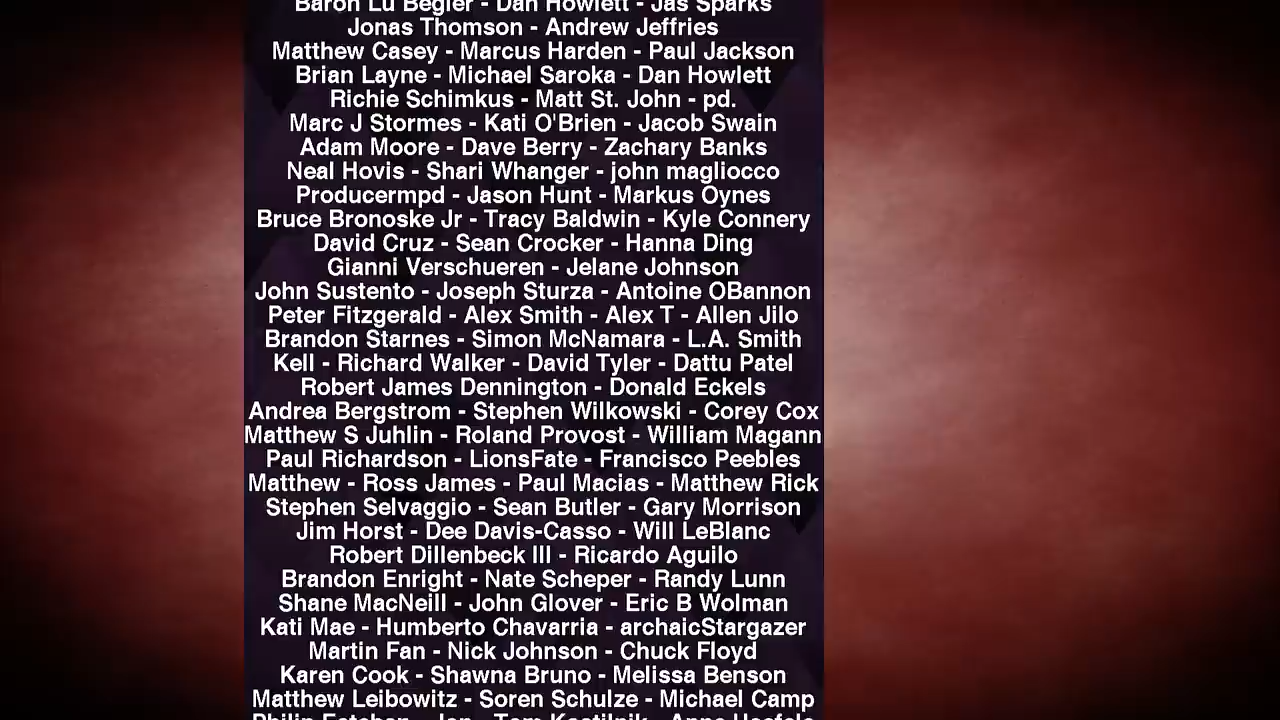 Baron Lu Begler - Dan Howlett - Jas Sparks
Jonas Thomson - Andrew Jeffries
Matthew Casey - Marcus Harden - Paul Jackson
Brian Layne - Michael Saroka - Dan Howlett
Richie Schimkus - Matt St. John - pd.
Marc J Stormes - Kati O'Brien - Jacob Swain
Adam Moore - Dave Berry - Zachary Banks
Neal Hovis - Shari Whanger - john magliocco
Producermpd - Jason Hunt - Markus Oynes
Bruce Bronoske Jr - Tracy Baldwin - Kyle Connery
David Cruz - Sean Crocker - Hanna Ding
Gianni Verschueren - Jelane Johnson
John Sustento - Joseph Sturza - Antoine OBannon
Peter Fitzgerald - Alex Smith - Alex T - Allen Jilo
Brandon Starnes - Simon McNamara - L.A. Smith
Kell - Richard Walker - David Tyler - Dattu Patel
Robert James Dennington - Donald Eckels
Andrea Bergstrom - Stephen Wilkowski - Corey Cox
Matthew S Juhlin - Roland Provost - William Magann
Paul Richardson - LionsFate - Francisco Peebles
Matthew - Ross James - Paul Macias - Matthew Rick
Stephen Selvaggio - Sean Butler - Gary Morrison
Jim Horst - Dee Davis-Casso - Will LeBlanc
Robert Dillenbeck III - Ricardo Aguilo
Brandon Enright - Nate Scheper - Randy Lunn
Shane MacNeill - John Glover - Eric B Wolman
Kati Mae - Humberto Chavarria - archaicStargazer
Martin Fan - Nick Johnson - Chuck Floyd
Karen Cook - Shawna Bruno - Melissa Benson
Matthew Leibowitz - Soren Schulze - Michael Camp